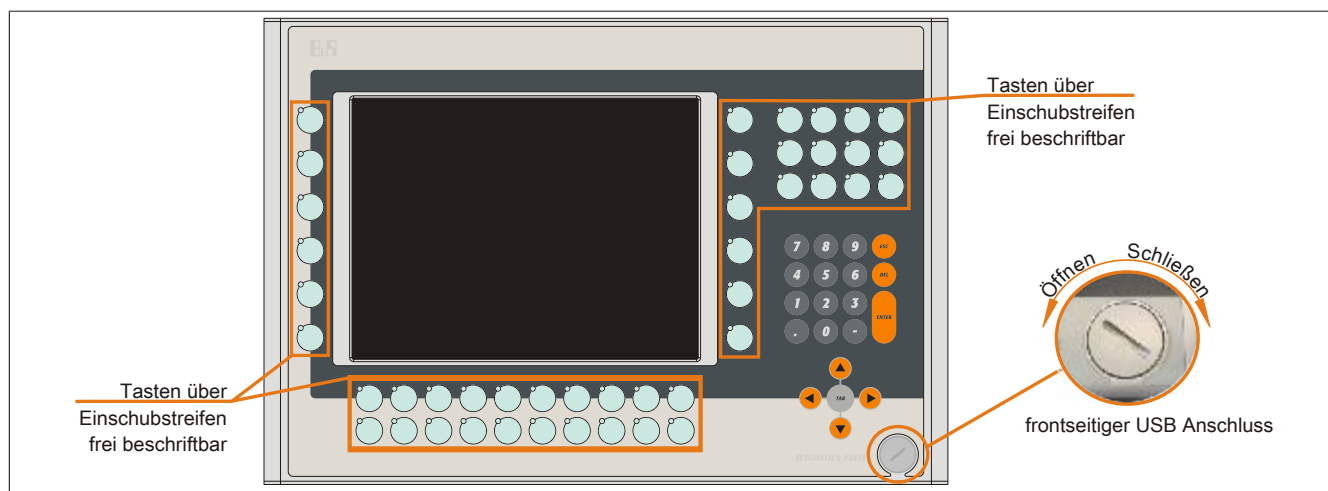 B&R
Tasten über
Einschubstreifen
frei beschriftbar
7 8 9 ESC
4 5 6 DEL
1 2 3 ENTER
. 0 -
TAB
Öffnen Schließen
frontseitiger USB Anschluss
Tasten über
Einschubstreifen
frei beschriftbar